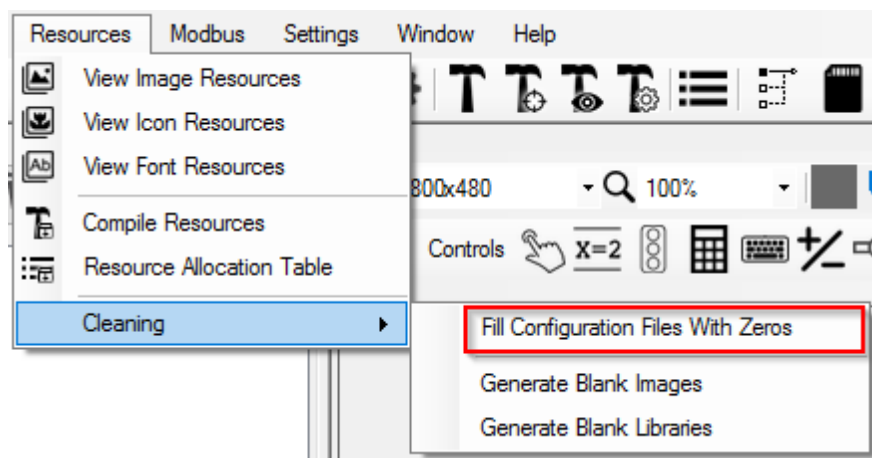 Resources Modbus Settings Window Help
View Image Resources
View Icon Resources
View Font Resources
800x480 100%
Compile Resources
Controls X=2
Resource Allocation Table
Cleaning
Fill Configuration Files With Zeros
Generate Blank Images
Generate Blank Libraries